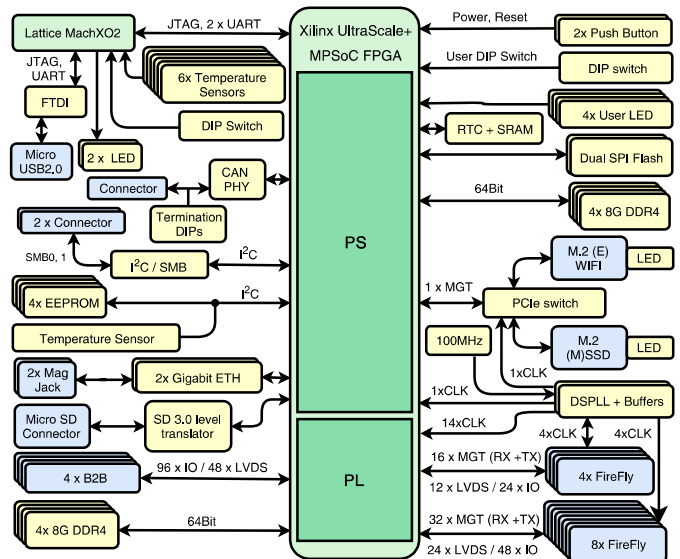 Lattice MachXO2
JTAG, 2 x UART
Xilinx UltraScale+
MPSoC FPGA
Power, Reset
2x Push Button
JTAG,
UART
6x Temperature
Sensors
User DIP Switch
DIP switch
FTDI
DIP Switch
4x User LED
RTC + SRAM
Micro
USB2.0
2 x LED
CAN
PHY
Dual SPI Flash
Connector
64Bit
4x 8G DDR4
Termination
DIPs
2 x Connector
SMB0, 1
I²C / SMB
I²C
PS
M.2 (E)
WIFI
LED
4x EEPROM
I²C
1 x MGT
PCIe switch
Temperature Sensor
100MHz
M.2
(M)SSD
LED
2x Mag
Jack
2x Gigabit ETH
1xCLK
1xCLK
DSPLL + Buffers
Micro SD
Connector
SD 3.0 level
translator
14xCLK
4xCLK
4xCLK
4 x B2B
96 x IO / 48 x LVDS
PL
16 x MGT (RX +TX)
12 x LVDS / 24 x IO
4x FireFly
4x 8G DDR4
64Bit
32 x MGT (RX +TX)
24 x LVDS / 48 x IO
8x FireFly